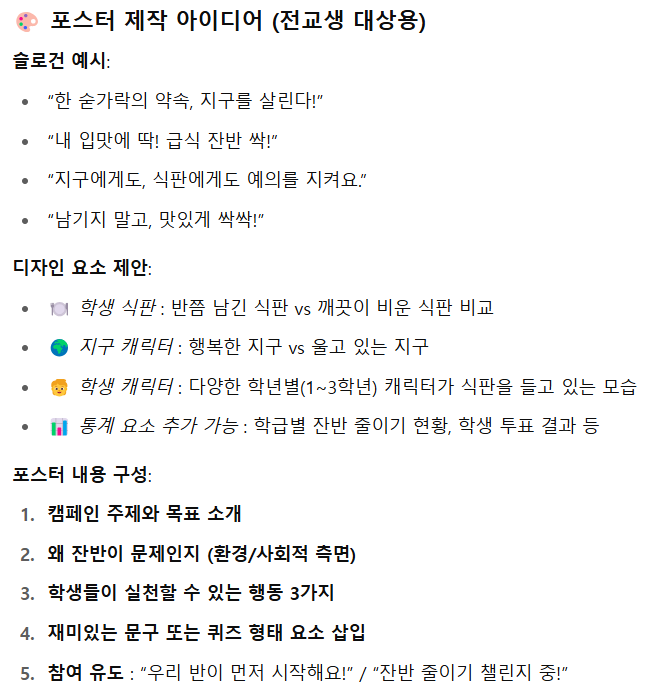 🎨 포스터 제작 아이디어 (전교생 대상용)
슬로건 예시:
• “한 숟가락의 약속, 지구를 살린다!”
• “내 입맛에 딱! 급식 잔반 싹!”
• “지구에게도, 식판에게도 예의를 지켜요.”
• “남기지 말고, 맛있게 싹싹!”
디자인 요소 제안:
• 🍽️ 학생 식판 : 반쯤 남긴 식판 vs 깨끗이 비운 식판 비교
• 🌍 지구 캐릭터 : 행복한 지구 vs 울고 있는 지구
• 🧒 학생 캐릭터 : 다양한 학년별(1~3학년) 캐릭터가 식판을 들고 있는 모습
• 📊 통계 요소 추가 가능 : 학급별 잔반 줄이기 현황, 학생 투표 결과 등
포스터 내용 구성:
1. 캠페인 주제와 목표 소개
2. 왜 잔반이 문제인지 (환경/사회적 측면)
3. 학생들이 실천할 수 있는 행동 3가지
4. 재미있는 문구 또는 퀴즈 형태 요소 삽입
5. 참여 유도 : “우리 반이 먼저 시작해요!” / “잔반 줄이기 챌린지 중!”